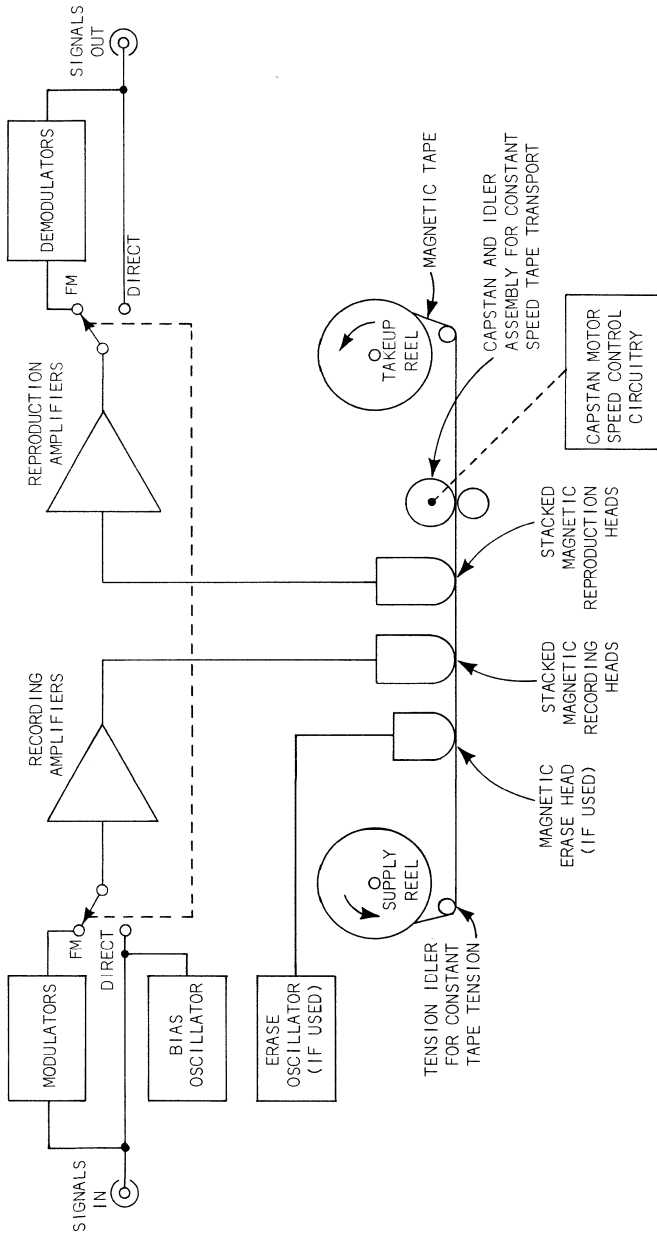 SIGNALS
IN
MODULATORS
FM
DIRECT
BIAS
OSCILLATOR
ERASE
OSCILLATOR
(IF USED)
RECORDING
AMPLIFIERS
REPRODUCTION
AMPLIFIERS
FM
DIRECT
DEMODULATORS
SIGNALS
OUT
SUPPLY
REEL
TENSION IDLER
FOR CONSTANT
TAPE TENSION
MAGNETIC
ERASE HEAD
(IF USED)
STACKED
MAGNETIC
RECORDING
HEADS
STACKED
MAGNETIC
REPRODUCTION
HEADS
TAKEUP
REEL
MAGNETIC TAPE
CAPSTAN AND IDLER
ASSEMBLY FOR CONSTANT
SPEED TAPE TRANSPORT
CAPSTAN MOTOR
SPEED CONTROL
CIRCUITRY